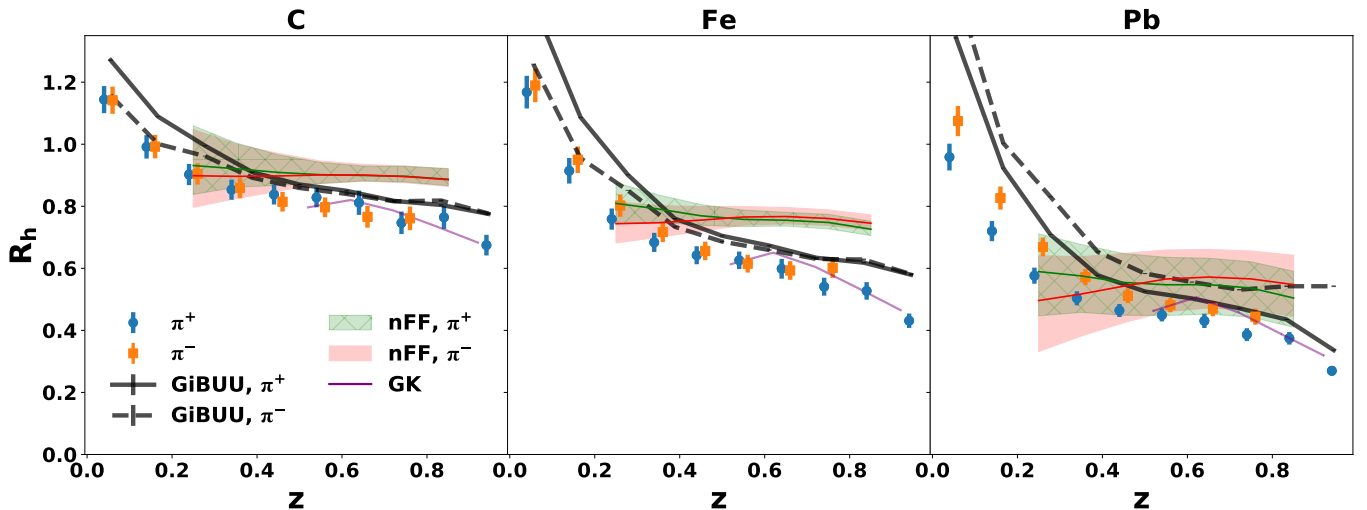 C Fe Pb
R_h
1.2
1.0
0.8
0.6
0.4
0.2
0.0
π⁺
π⁻
GiBUU, π⁺
GiBUU, π⁻
nFF, π⁺
nFF, π⁻
GK
0.0 0.2 0.4 0.6 0.8 0.0 0.2 0.4 0.6 0.8 0.0 0.2 0.4 0.6 0.8
z z z